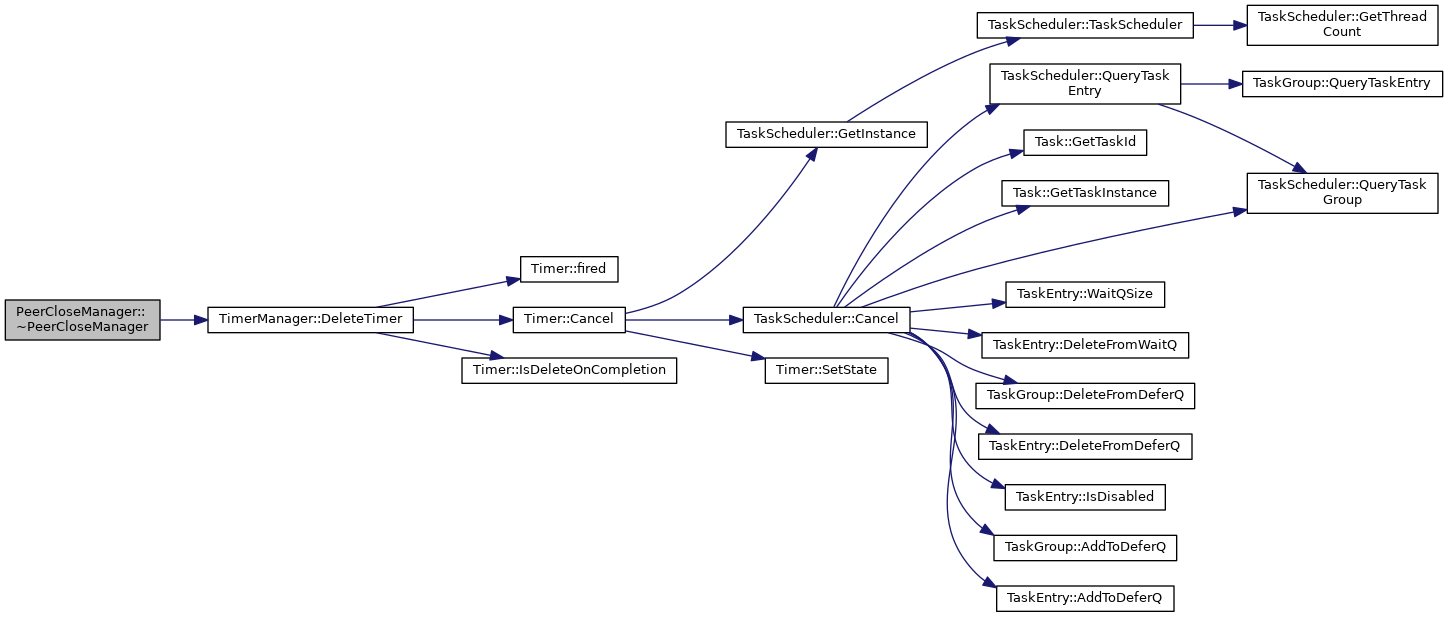 PeerCloseManager::
~PeerCloseManager
TimerManager::DeleteTimer
Timer::fired
Timer::Cancel
Timer::IsDeleteOnCompletion
TaskScheduler::GetInstance
TaskScheduler::Cancel
Timer::SetState
TaskScheduler::TaskScheduler
TaskScheduler::QueryTask
Entry
Task::GetTaskId
Task::GetTaskInstance
TaskEntry::WaitQSize
TaskEntry::DeleteFromWaitQ
TaskGroup::DeleteFromDeferQ
TaskEntry::DeleteFromDeferQ
TaskEntry::IsDisabled
TaskGroup::AddToDeferQ
TaskEntry::AddToDeferQ
TaskScheduler::GetThread
Count
TaskGroup::QueryTaskEntry
TaskScheduler::QueryTask
Group